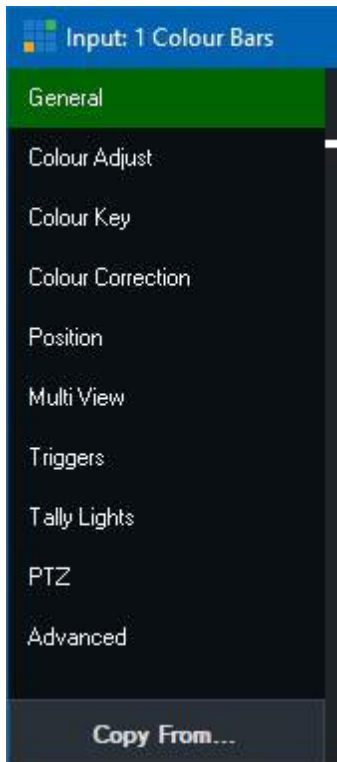 Input: 1 Colour Bars
General
Colour Adjust
Colour Key
Colour Correction
Position
Multi View
Triggers
Tally Lights
PTZ
Advanced
Copy From...